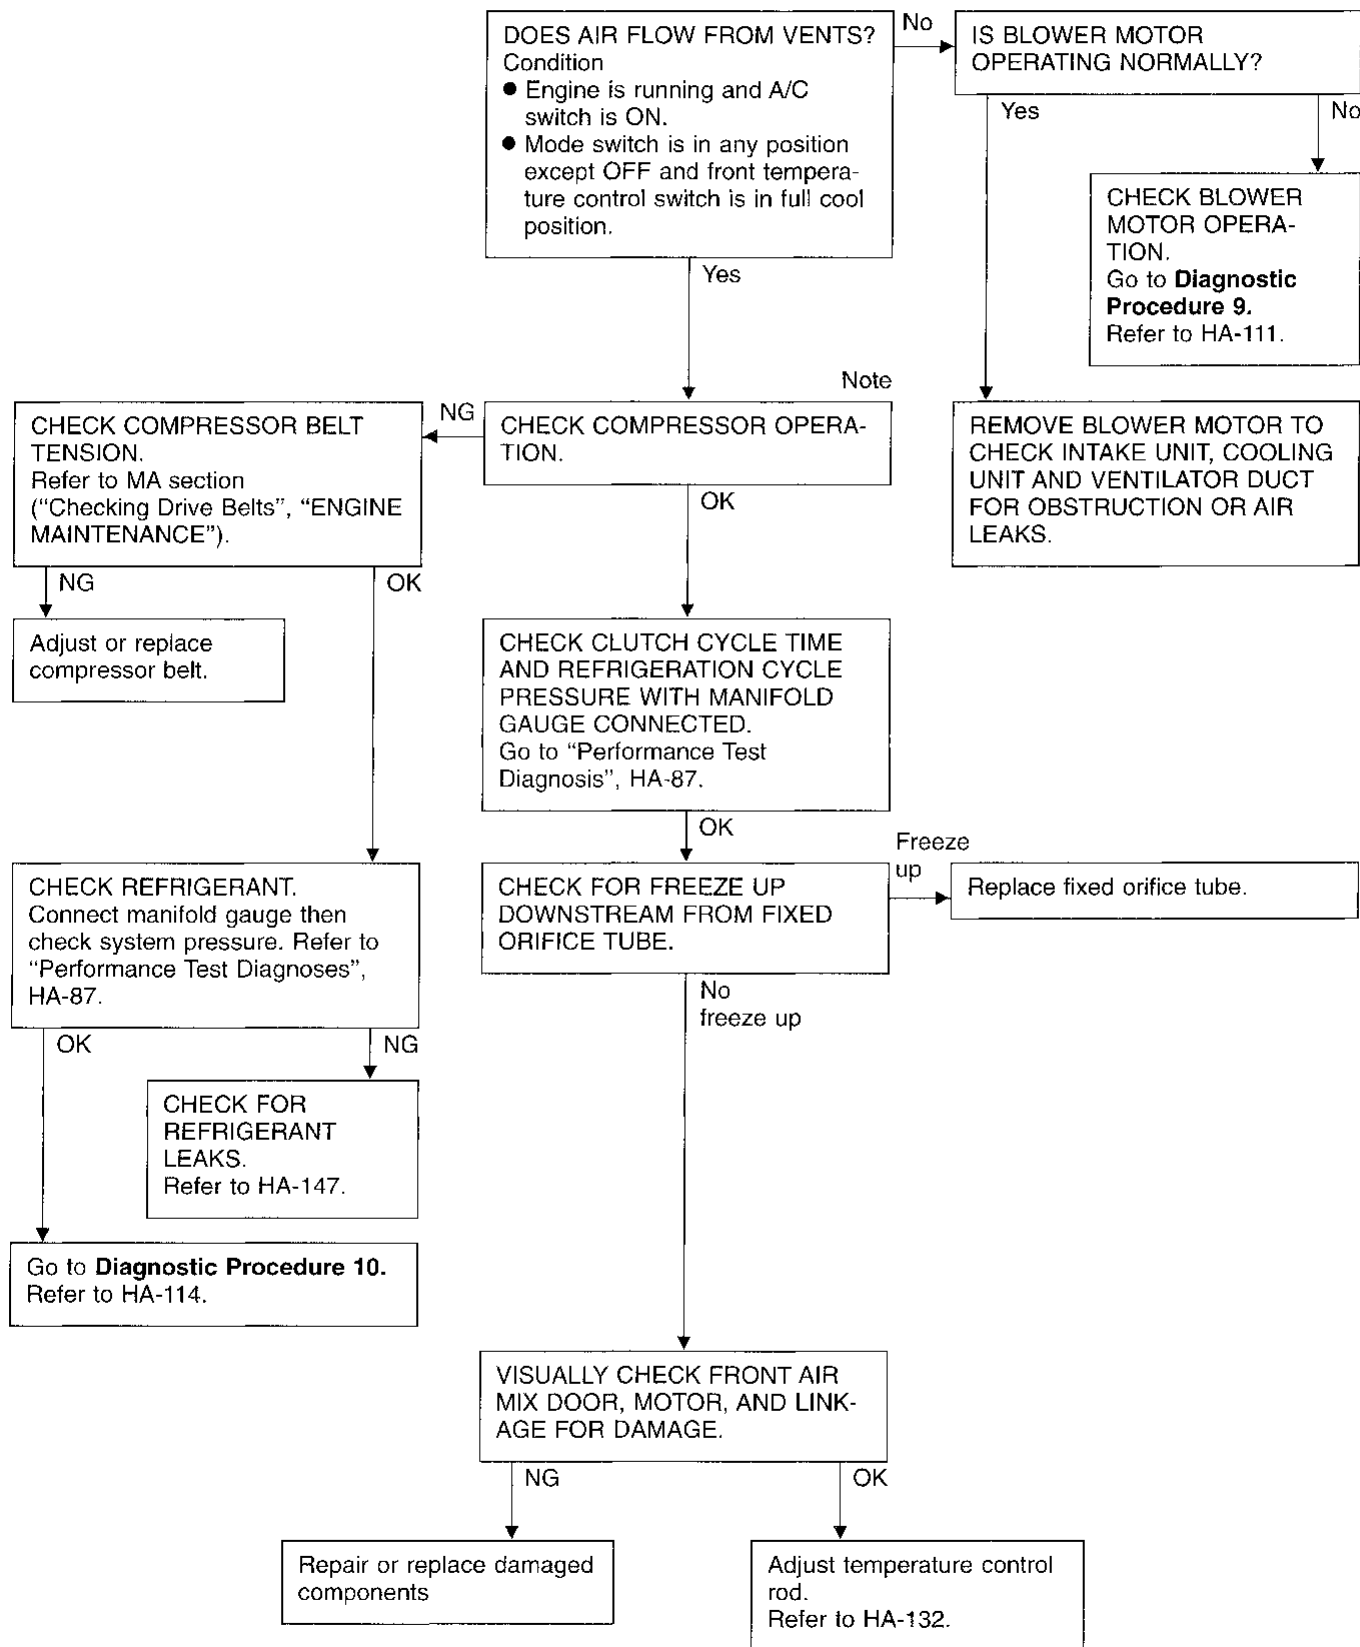 DOES AIR FLOW FROM VENTS?
Condition
● Engine is running and A/C
switch is ON.
● Mode switch is in any position
except OFF and front tempera-
ture control switch is in full cool
position.
No
IS BLOWER MOTOR
OPERATING NORMALLY?
Yes
No
CHECK BLOWER
MOTOR OPERA-
TION.
Go to Diagnostic
Procedure 9.
Refer to HA-111.
REMOVE BLOWER MOTOR TO
CHECK INTAKE UNIT, COOLING
UNIT AND VENTILATOR DUCT
FOR OBSTRUCTION OR AIR
LEAKS.
Yes
Note
CHECK COMPRESSOR OPERA-
TION.
NG
CHECK COMPRESSOR BELT
TENSION.
Refer to MA section
(“Checking Drive Belts”, “ENGINE
MAINTENANCE”).
NG
OK
Adjust or replace
compressor belt.
CHECK REFRIGERANT.
Connect manifold gauge then
check system pressure. Refer to
“Performance Test Diagnoses”,
HA-87.
OK
NG
CHECK FOR
REFRIGERANT
LEAKS.
Refer to HA-147.
Go to Diagnostic Procedure 10.
Refer to HA-114.
OK
CHECK CLUTCH CYCLE TIME
AND REFRIGERATION CYCLE
PRESSURE WITH MANIFOLD
GAUGE CONNECTED.
Go to “Performance Test
Diagnosis”, HA-87.
OK
CHECK FOR FREEZE UP
DOWNSTREAM FROM FIXED
ORIFICE TUBE.
Freeze
up
Replace fixed orifice tube.
No
freeze up
VISUALLY CHECK FRONT AIR
MIX DOOR, MOTOR, AND LINK-
AGE FOR DAMAGE.
NG
OK
Repair or replace damaged
components
Adjust temperature control
rod.
Refer to HA-132.